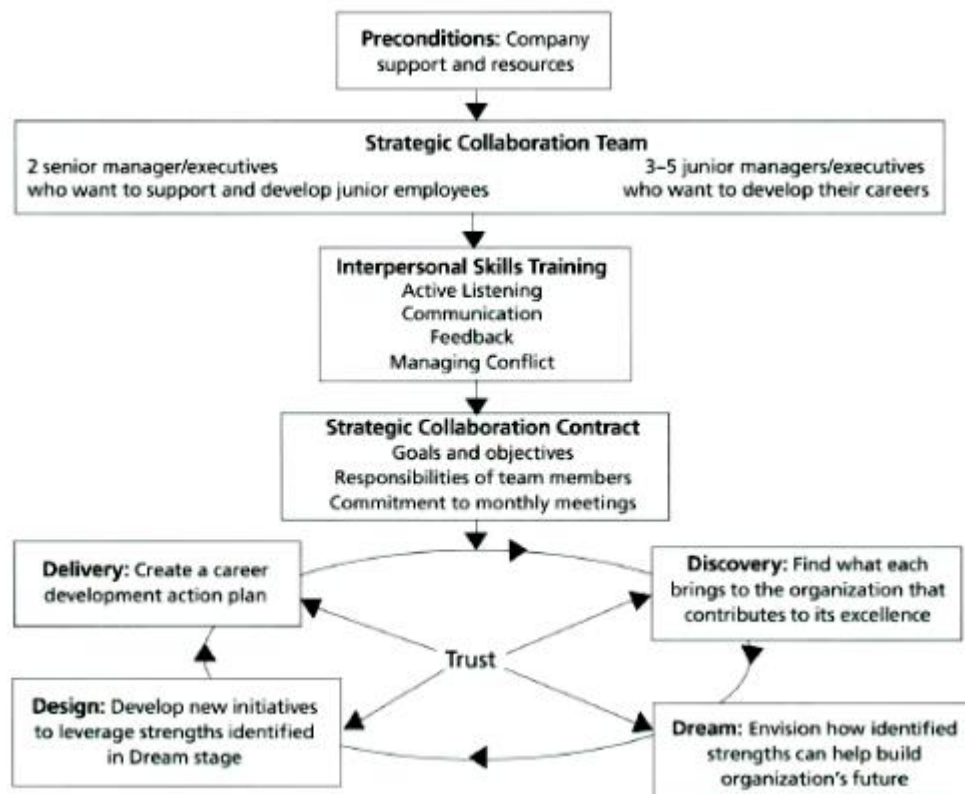 Preconditions: Company
support and resources
Strategic Collaboration Team
2 senior manager/executives
who want to support and develop junior employees
3–5 junior managers/executives
who want to develop their careers
Interpersonal Skills Training
Active Listening
Communication
Feedback
Managing Conflict
Strategic Collaboration Contract
Goals and objectives
Responsibilities of team members
Commitment to monthly meetings
Delivery: Create a career
development action plan
Discovery: Find what each
brings to the organization that
contributes to its excellence
Trust
Design: Develop new initiatives
to leverage strengths identified
in Dream stage
Dream: Envision how identified
strengths can help build
organization's future